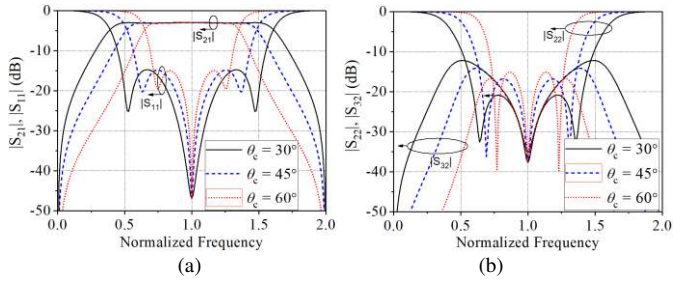 0
-10
-20
-30
-40
-50
|S21|, |S11| (dB)
|S21|
|S11|
θc = 30°
θc = 45°
θc = 60°
0.0 0.5 1.0 1.5 2.0
Normalized Frequency
(a)
0
-10
-20
-30
-40
-50
|S22|, |S32| (dB)
|S22|
|S32|
θc = 30°
θc = 45°
θc = 60°
0.0 0.5 1.0 1.5 2.0
Normalized Frequency
(b)